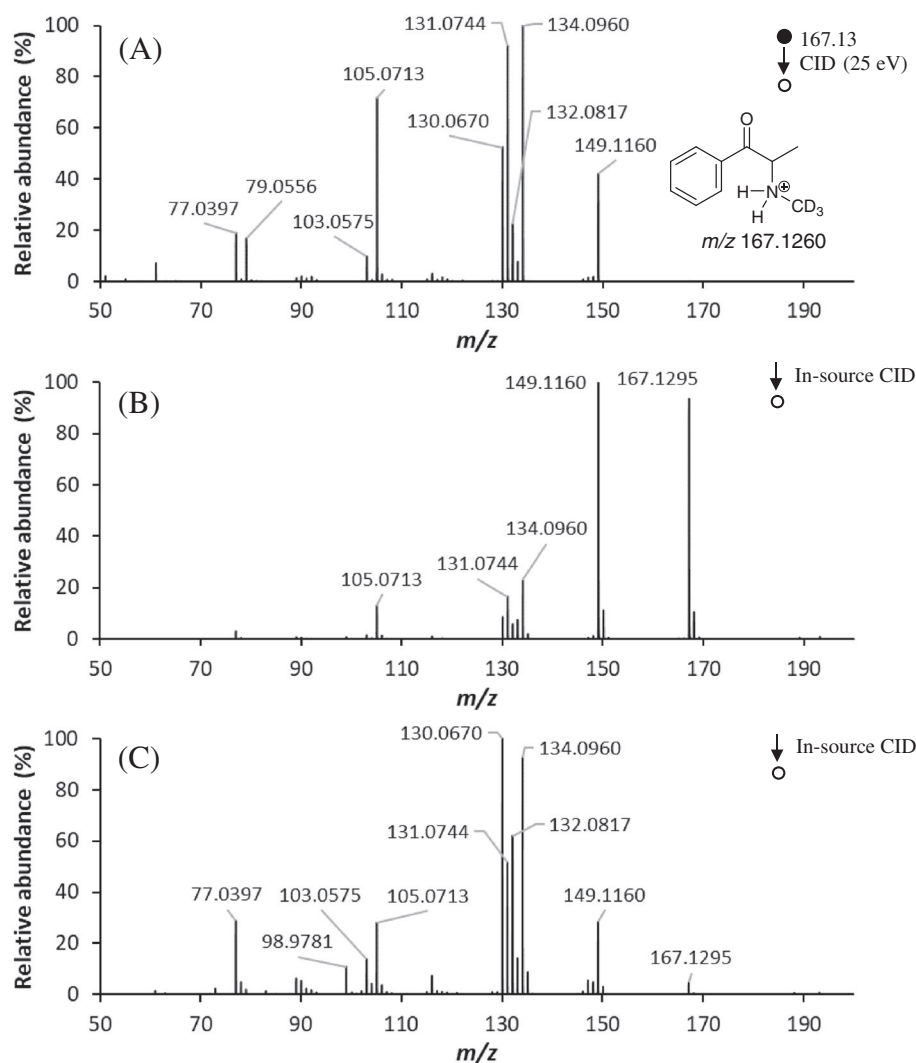 (A)
131.0744
134.0960
105.0713
130.0670
132.0817
149.1160
79.0556
77.0397
103.0575
167.13
CID (25 eV)
O
H
N
⊕
CD3
H
m/z 167.1260
Relative abundance (%)
100
80
60
40
20
0
50 70 90 110 130 150 170 190
m/z
(B)
149.1160
167.1295
In-source CID
134.0960
131.0744
105.0713
Relative abundance (%)
100
80
60
40
20
0
50 70 90 110 130 150 170 190
m/z
(C)
130.0670
134.0960
In-source CID
131.0744
132.0817
77.0397
103.0575
105.0713
149.1160
98.9781
167.1295
Relative abundance (%)
100
80
60
40
20
0
50 70 90 110 130 150 170 190
m/z